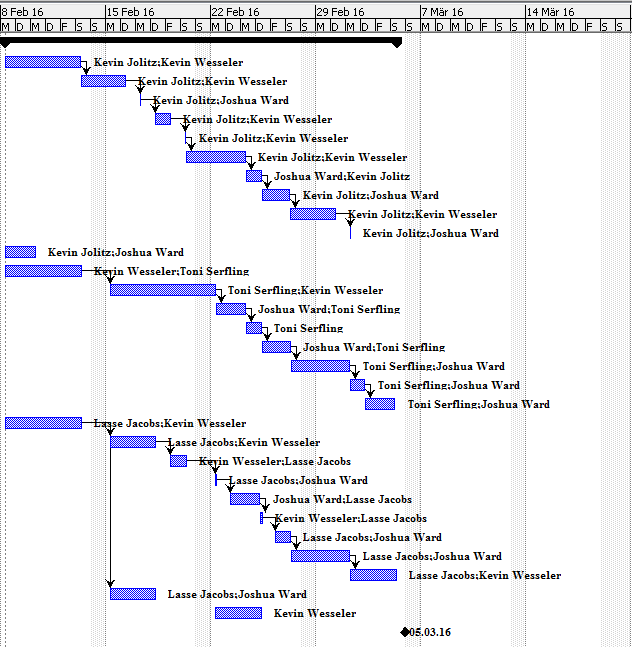 8 Feb 16 15 Feb 16 22 Feb 16 29 Feb 16 7 Mär 16 14 Mär 16
M D M D F S S M D M D F S S M D M D F S S M D M D F S S M D M D F S S M D M D F S S
Kevin Jolitz;Kevin Wesseler
Kevin Jolitz;Kevin Wesseler
Kevin Jolitz;Joshua Ward
Kevin Jolitz;Kevin Wesseler
Kevin Jolitz;Kevin Wesseler
Kevin Jolitz;Kevin Wesseler
Joshua Ward;Kevin Jolitz
Kevin Jolitz;Joshua Ward
Kevin Jolitz;Kevin Wesseler
Kevin Jolitz;Joshua Ward
Kevin Jolitz;Joshua Ward
Kevin Wesseler;Toni Serfling
Toni Serfling;Kevin Wesseler
Joshua Ward;Toni Serfling
Toni Serfling
Joshua Ward;Toni Serfling
Toni Serfling;Joshua Ward
Toni Serfling;Joshua Ward
Toni Serfling;Joshua Ward
Lasse Jacobs;Kevin Wesseler
Lasse Jacobs;Kevin Wesseler
Kevin Wesseler;Lasse Jacobs
Lasse Jacobs;Joshua Ward
Joshua Ward;Lasse Jacobs
Kevin Wesseler;Lasse Jacobs
Lasse Jacobs;Joshua Ward
Lasse Jacobs;Joshua Ward
Lasse Jacobs;Kevin Wesseler
Lasse Jacobs;Joshua Ward
Kevin Wesseler
05.03.16